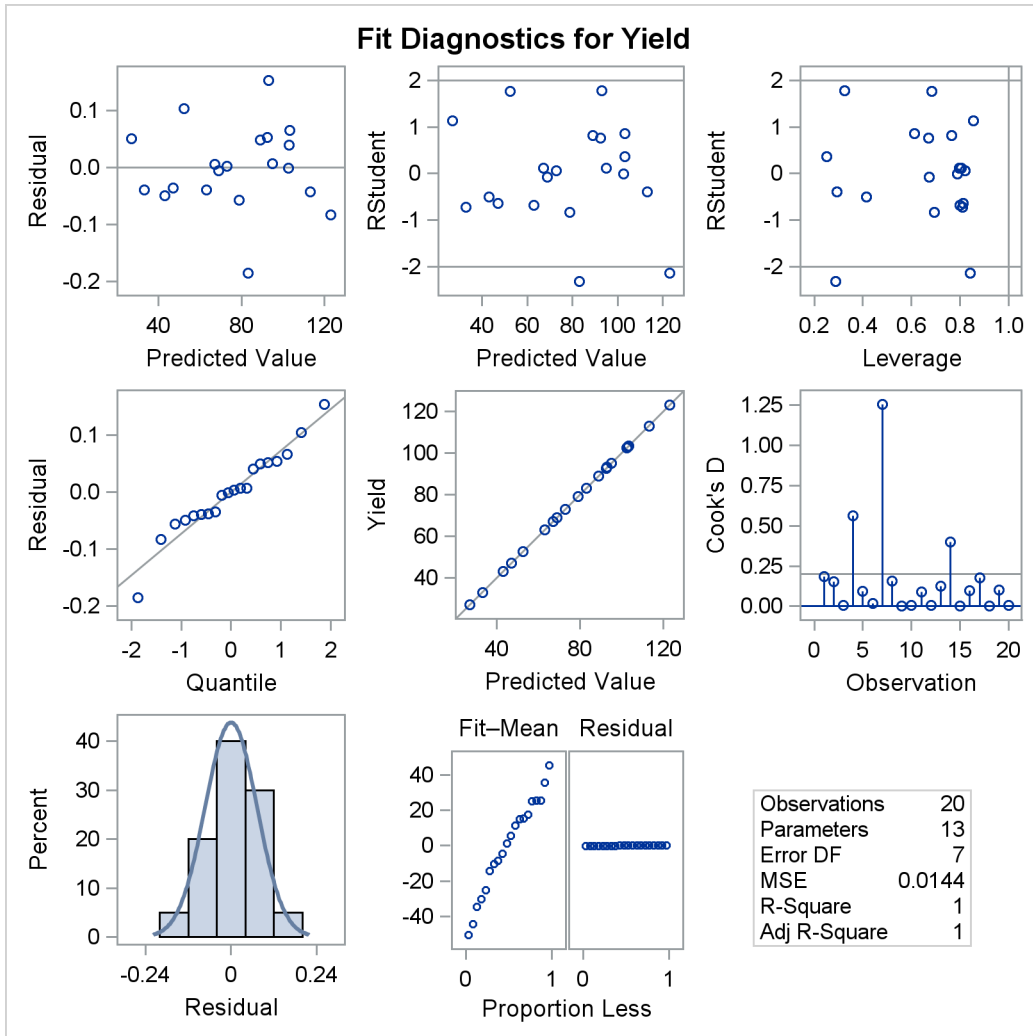 Fit Diagnostics for Yield
Residual
0.1
0.0
-0.1
-0.2
40 80 120
Predicted Value
RStudent
2
1
0
-1
-2
40 60 80 100 120
Predicted Value
RStudent
2
1
0
-1
-2
0.2 0.4 0.6 0.8 1.0
Leverage
Residual
0.1
0.0
-0.1
-0.2
-2 -1 0 1 2
Quantile
Yield
120
100
80
60
40
40 80 120
Predicted Value
Cook's D
1.25
1.00
0.75
0.50
0.25
0.00
0 5 10 15 20
Observation
Percent
40
30
20
10
0
-0.24 0 0.24
Residual
Fit–Mean Residual
40
20
0
-20
-40
0 1 0 1
Proportion Less
Observations 20
Parameters 13
Error DF 7
MSE 0.0144
R-Square 1
Adj R-Square 1